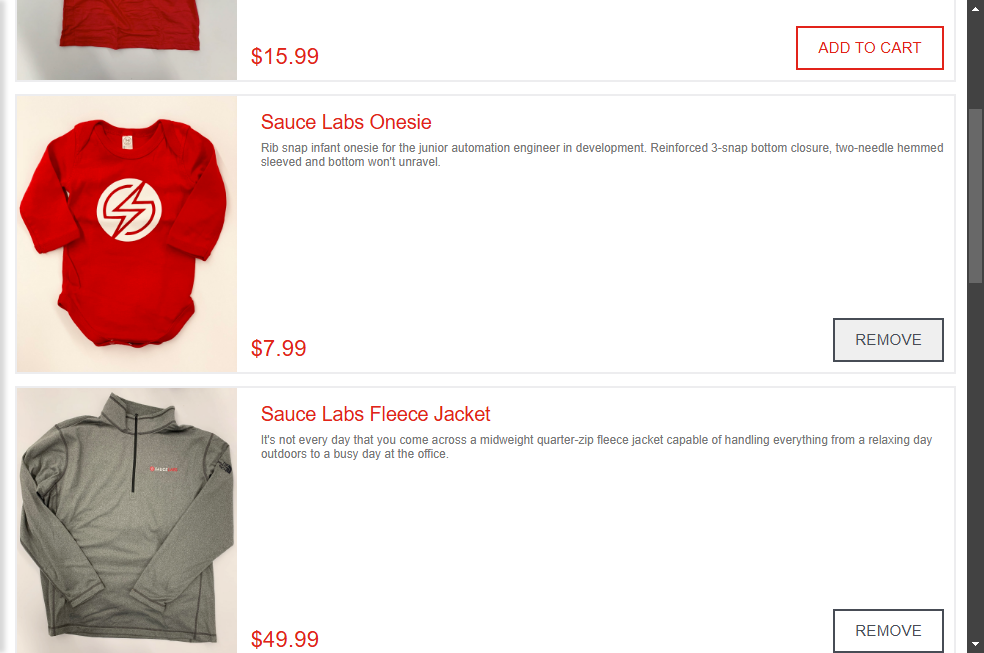 $15.99
ADD TO CART
Sauce Labs Onesie
Rib snap infant onesie for the junior automation engineer in development. Reinforced 3-snap bottom closure, two-needle hemmed
sleeved and bottom won't unravel.
$7.99
REMOVE
Sauce Labs Fleece Jacket
It's not every day that you come across a midweight quarter-zip fleece jacket capable of handling everything from a relaxing day
outdoors to a busy day at the office.
$49.99
REMOVE